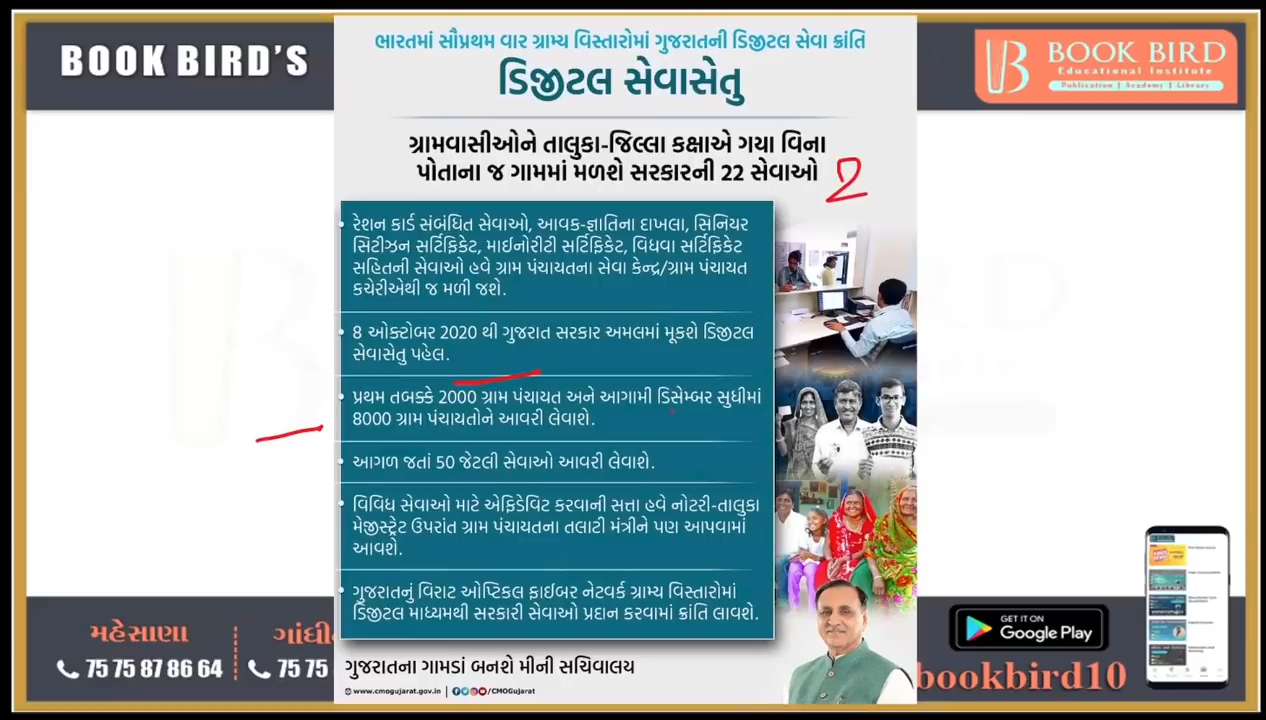 BOOK BIRD'S
BOOK BIRD
Educational Institute
Publication | Academy | Library
ભારતમાં સૌપ્રથમ વાર ગ્રામ્ય વિસ્તારોમાં ગુજરાતની ડિજીટલ સેવા ક્રાંતિ
ડિજીટલ સેવાસેતુ
ગ્રામવાસીઓને તાલુકા-જિલ્લા કક્ષાએ ગયા વિના
પોતાના જ ગામમાં મળશે સરકારની 22 સેવાઓ
2
• રેશન કાર્ડ સંબંધિત સેવાઓ, આવક-જ્ઞાતિના દાખલા, સિનિયર
સિટીઝન સર્ટિફિકેટ, માઈનોરીટી સર્ટિફિકેટ, વિધવા સર્ટિફિકેટ
સહિતની સેવાઓ હવે ગ્રામ પંચાયતના સેવા કેન્દ્ર/ગ્રામ પંચાયત
કચેરીએથી જ મળી જશે.
• 8 ઓક્ટોબર 2020 થી ગુજરાત સરકાર અમલમાં મૂકશે ડિજીટલ
સેવાસેતુ પહેલ.
• પ્રથમ તબક્કે 2000 ગ્રામ પંચાયત અને આગામી ડિસેમ્બર સુધીમાં
8000 ગ્રામ પંચાયતોને આવરી લેવાશે.
• આગળ જતાં 50 જેટલી સેવાઓ આવરી લેવાશે.
• વિવિધ સેવાઓ માટે એફિડેવિટ કરવાની સત્તા હવે નોટરી-તાલુકા
મેજીસ્ટ્રેટ ઉપરાંત ગ્રામ પંચાયતના તલાટી મંત્રીને પણ આપવામાં
આવશે.
• ગુજરાતનું વિરાટ ઓપ્ટિકલ ફાઈબર નેટવર્ક ગ્રામ્ય વિસ્તારોમાં
ડિજીટલ માધ્યમથી સરકારી સેવાઓ પ્રદાન કરવામાં ક્રાંતિ લાવશે.
ગુજરાતના ગામડાં બનશે મીની સચિવાલય
www.cmogujarat.gov.in | /CMOGujarat
મહેસાણા
75 75 87 86 64
ગાંધી
75 75
GET IT ON
Google Play
bookbird10